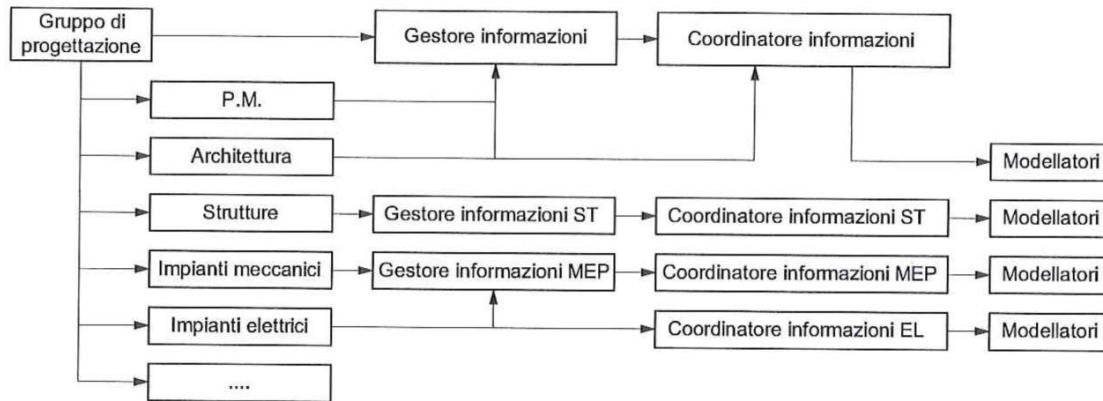 Gruppo di
progettazione
Gestore informazioni
Coordinatore informazioni
P.M.
Architettura
Modellatori
Strutture
Gestore informazioni ST
Coordinatore informazioni ST
Modellatori
Impianti meccanici
Gestore informazioni MEP
Coordinatore informazioni MEP
Modellatori
Impianti elettrici
Coordinatore informazioni EL
Modellatori
....